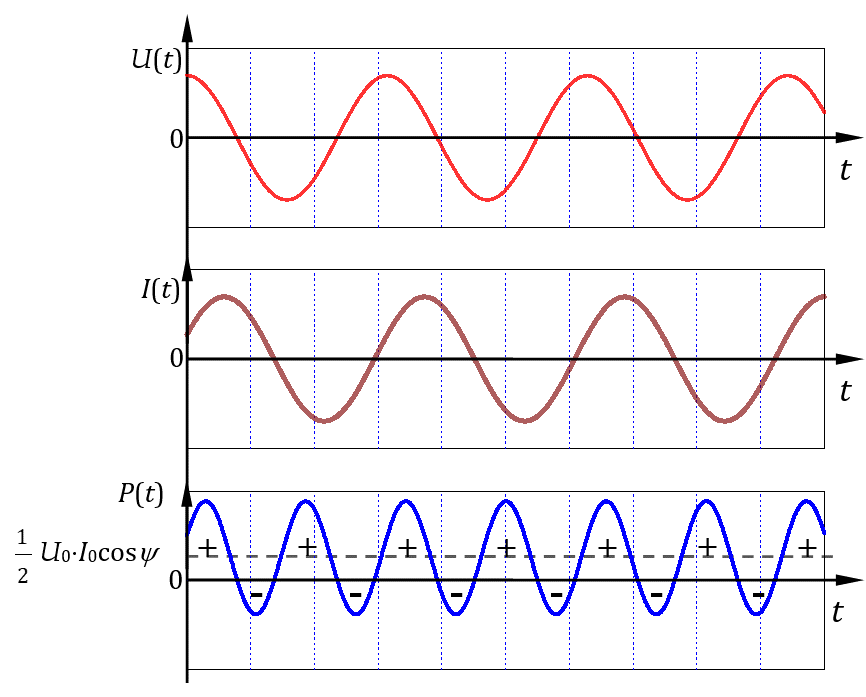 U(t)
0
t
I(t)
0
t
P(t)
1/2 U₀·I₀cosψ
+ + + + + + +
0
- - - - - -
t